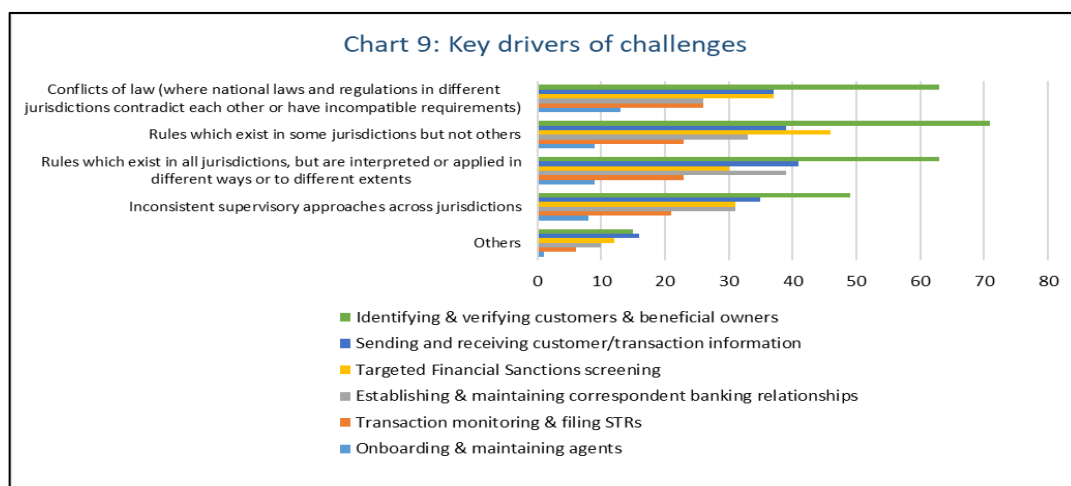 Chart 9: Key drivers of challenges
Conflicts of law (where national laws and regulations in different
jurisdictions contradict each other or have incompatible requirements)
Rules which exist in some jurisdictions but not others
Rules which exist in all jurisdictions, but are interpreted or applied in
different ways or to different extents
Inconsistent supervisory approaches across jurisdictions
Others
0 10 20 30 40 50 60 70 80
Identifying & verifying customers & beneficial owners
Sending and receiving customer/transaction information
Targeted Financial Sanctions screening
Establishing & maintaining correspondent banking relationships
Transaction monitoring & filing STRs
Onboarding & maintaining agents